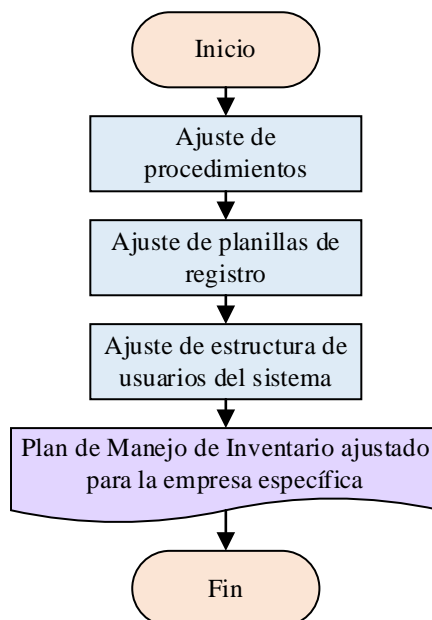 Inicio
Ajuste de
procedimientos
Ajuste de planillas de
registro
Ajuste de estructura de
usuarios del sistema
Plan de Manejo de Inventario ajustado
para la empresa específica
Fin